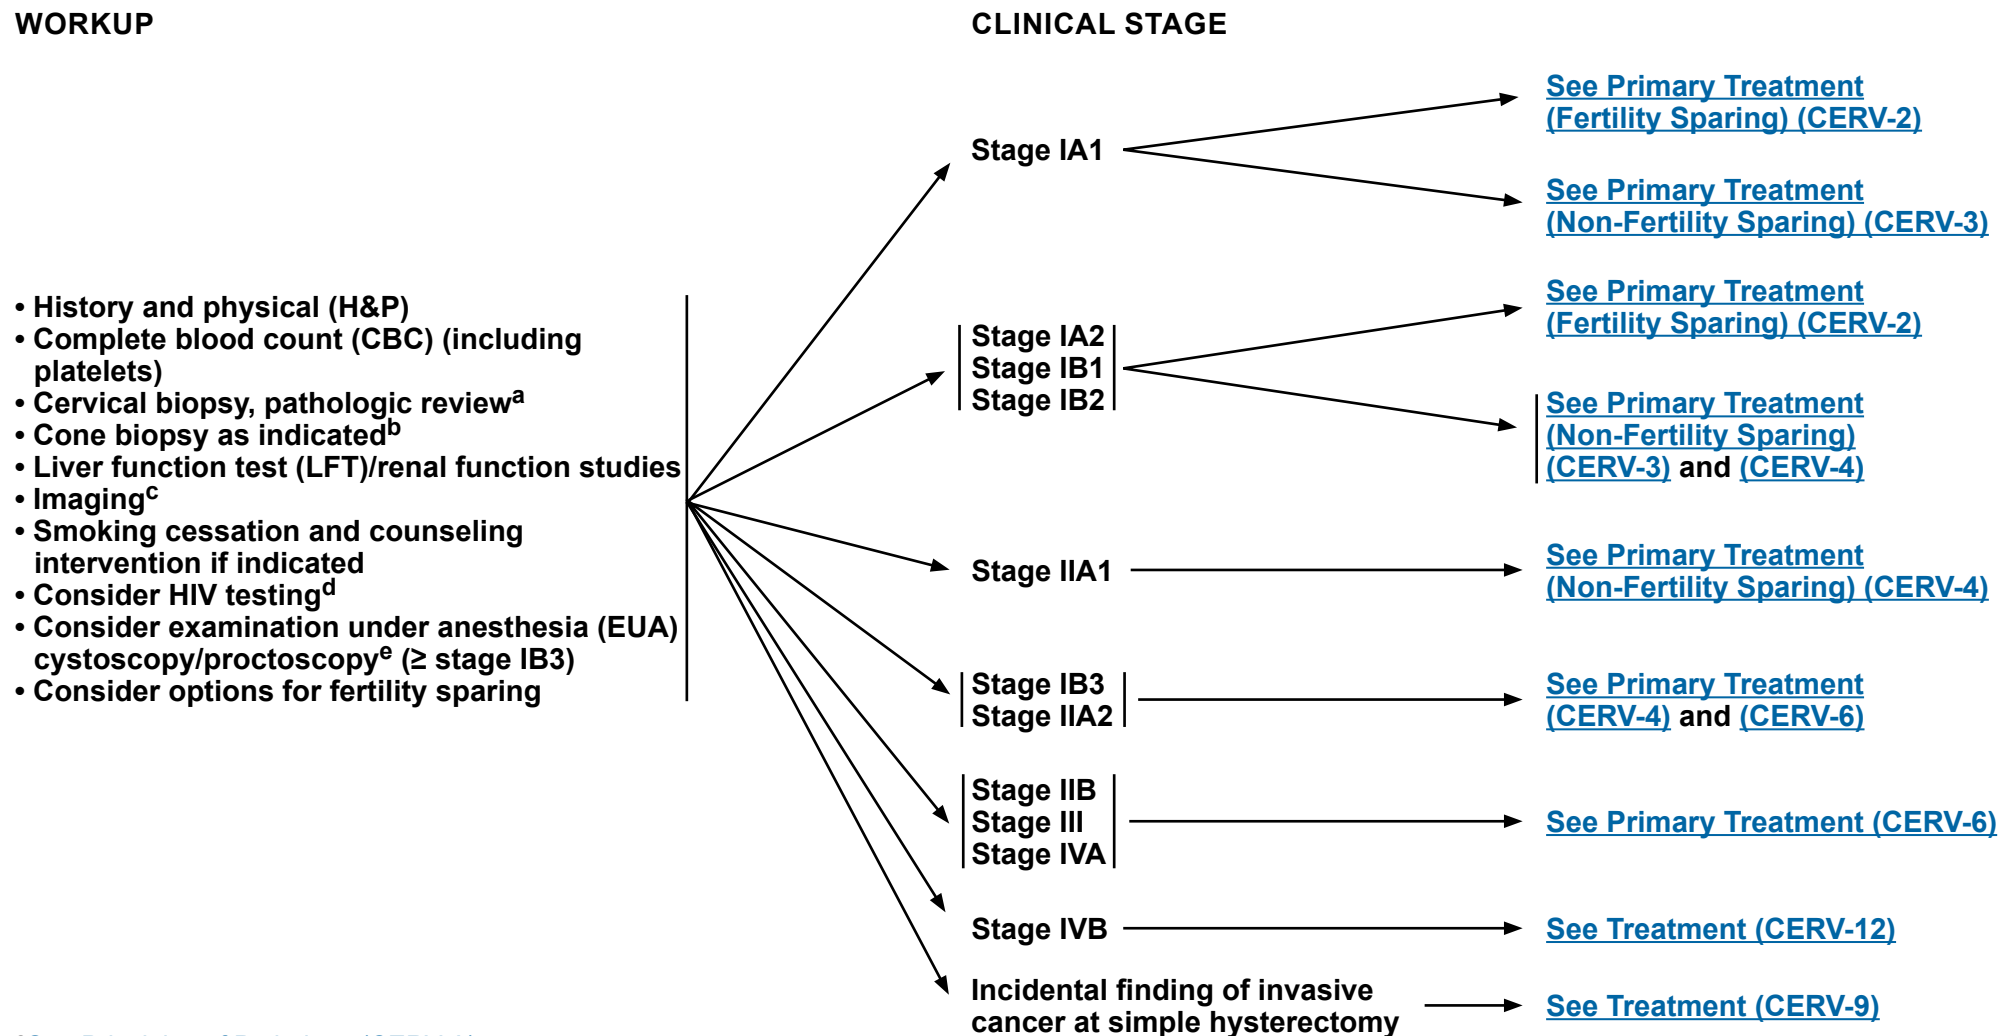 WORKUP
CLINICAL STAGE
• History and physical (H&P)
• Complete blood count (CBC) (including
platelets)
• Cervical biopsy, pathologic reviewᵃ
• Cone biopsy as indicatedᵇ
• Liver function test (LFT)/renal function studies
• Imagingᶜ
• Smoking cessation and counseling
intervention if indicated
• Consider HIV testingᵈ
• Consider examination under anesthesia (EUA)
cystoscopy/proctoscopyᵉ (≥ stage IB3)
• Consider options for fertility sparing
Stage IA1
See Primary Treatment
(Fertility Sparing) (CERV-2)
See Primary Treatment
(Non-Fertility Sparing) (CERV-3)
Stage IA2
Stage IB1
Stage IB2
See Primary Treatment
(Fertility Sparing) (CERV-2)
See Primary Treatment
(Non-Fertility Sparing)
(CERV-3) and (CERV-4)
Stage IIA1
See Primary Treatment
(Non-Fertility Sparing) (CERV-4)
Stage IB3
Stage IIA2
See Primary Treatment
(CERV-4) and (CERV-6)
Stage IIB
Stage III
Stage IVA
See Primary Treatment (CERV-6)
Stage IVB
See Treatment (CERV-12)
Incidental finding of invasive
cancer at simple hysterectomy
See Treatment (CERV-9)